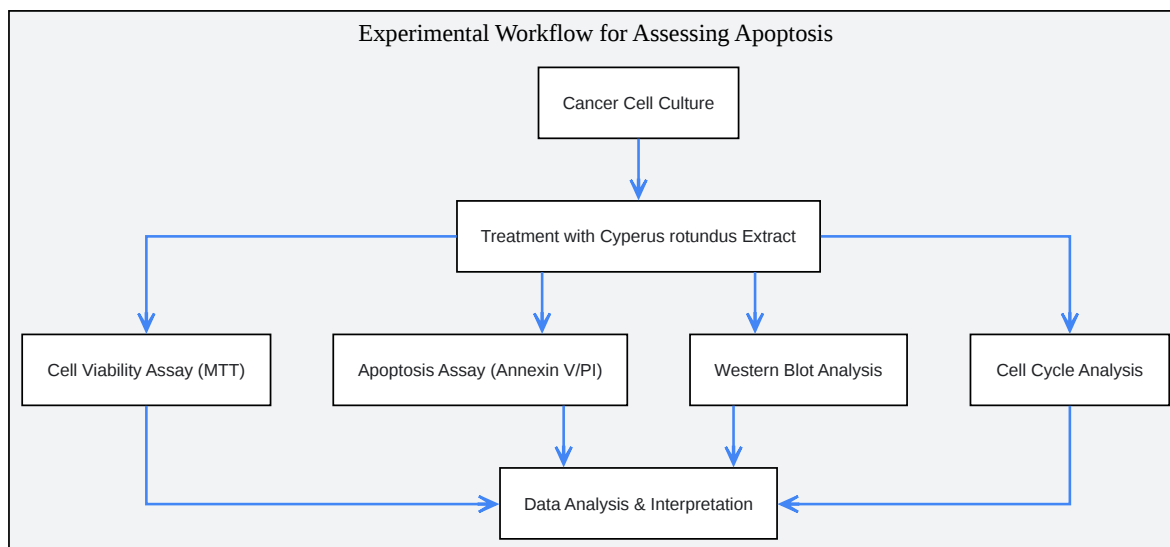 Experimental Workflow for Assessing Apoptosis
Cancer Cell Culture
Treatment with Cyperus rotundus Extract
Cell Viability Assay (MTT)
Apoptosis Assay (Annexin V/PI)
Western Blot Analysis
Cell Cycle Analysis
Data Analysis & Interpretation